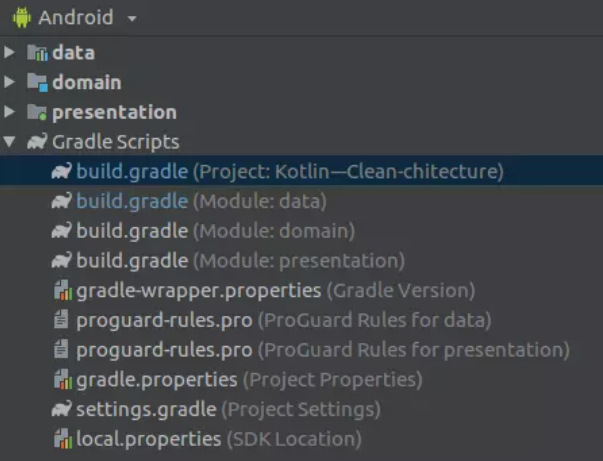 Android
data
domain
presentation
Gradle Scripts
build.gradle (Project: Kotlin—Clean-chitecture)
build.gradle (Module: data)
build.gradle (Module: domain)
build.gradle (Module: presentation)
gradle-wrapper.properties (Gradle Version)
proguard-rules.pro (ProGuard Rules for data)
proguard-rules.pro (ProGuard Rules for presentation)
gradle.properties (Project Properties)
settings.gradle (Project Settings)
local.properties (SDK Location)